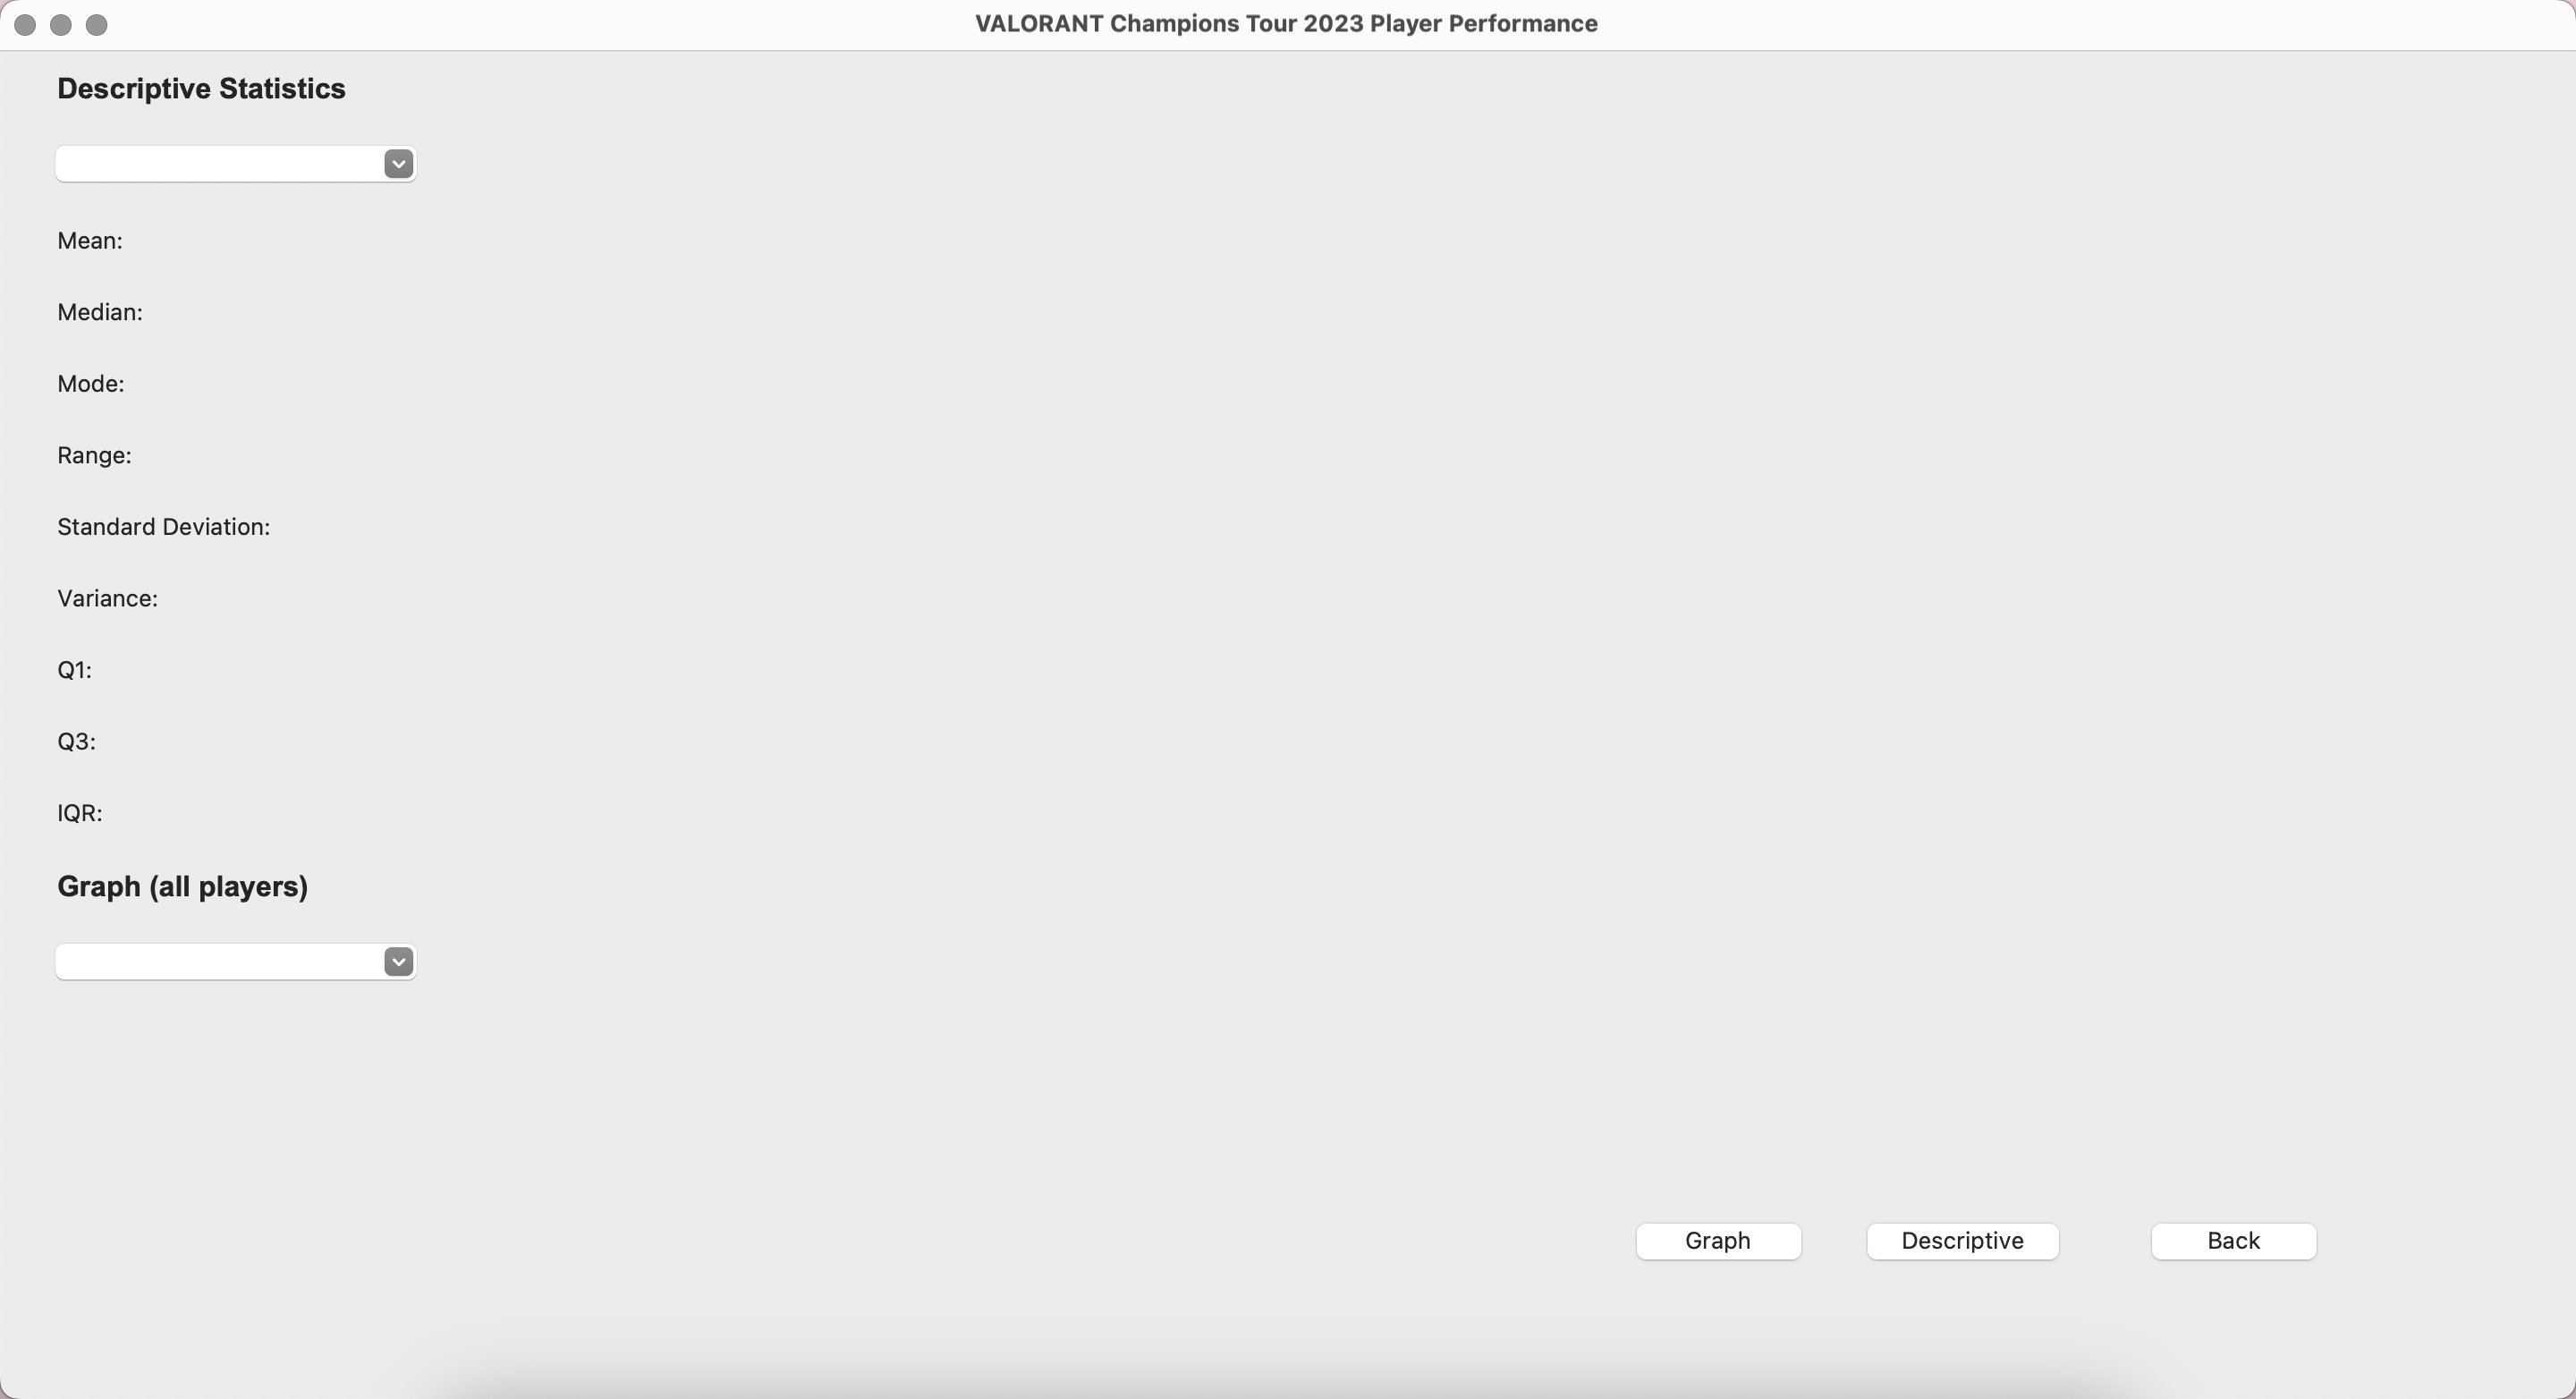 VALORANT Champions Tour 2023 Player Performance
Descriptive Statistics
Mean:
Median:
Mode:
Range:
Standard Deviation:
Variance:
Q1:
Q3:
IQR:
Graph (all players)
Graph Descriptive Back